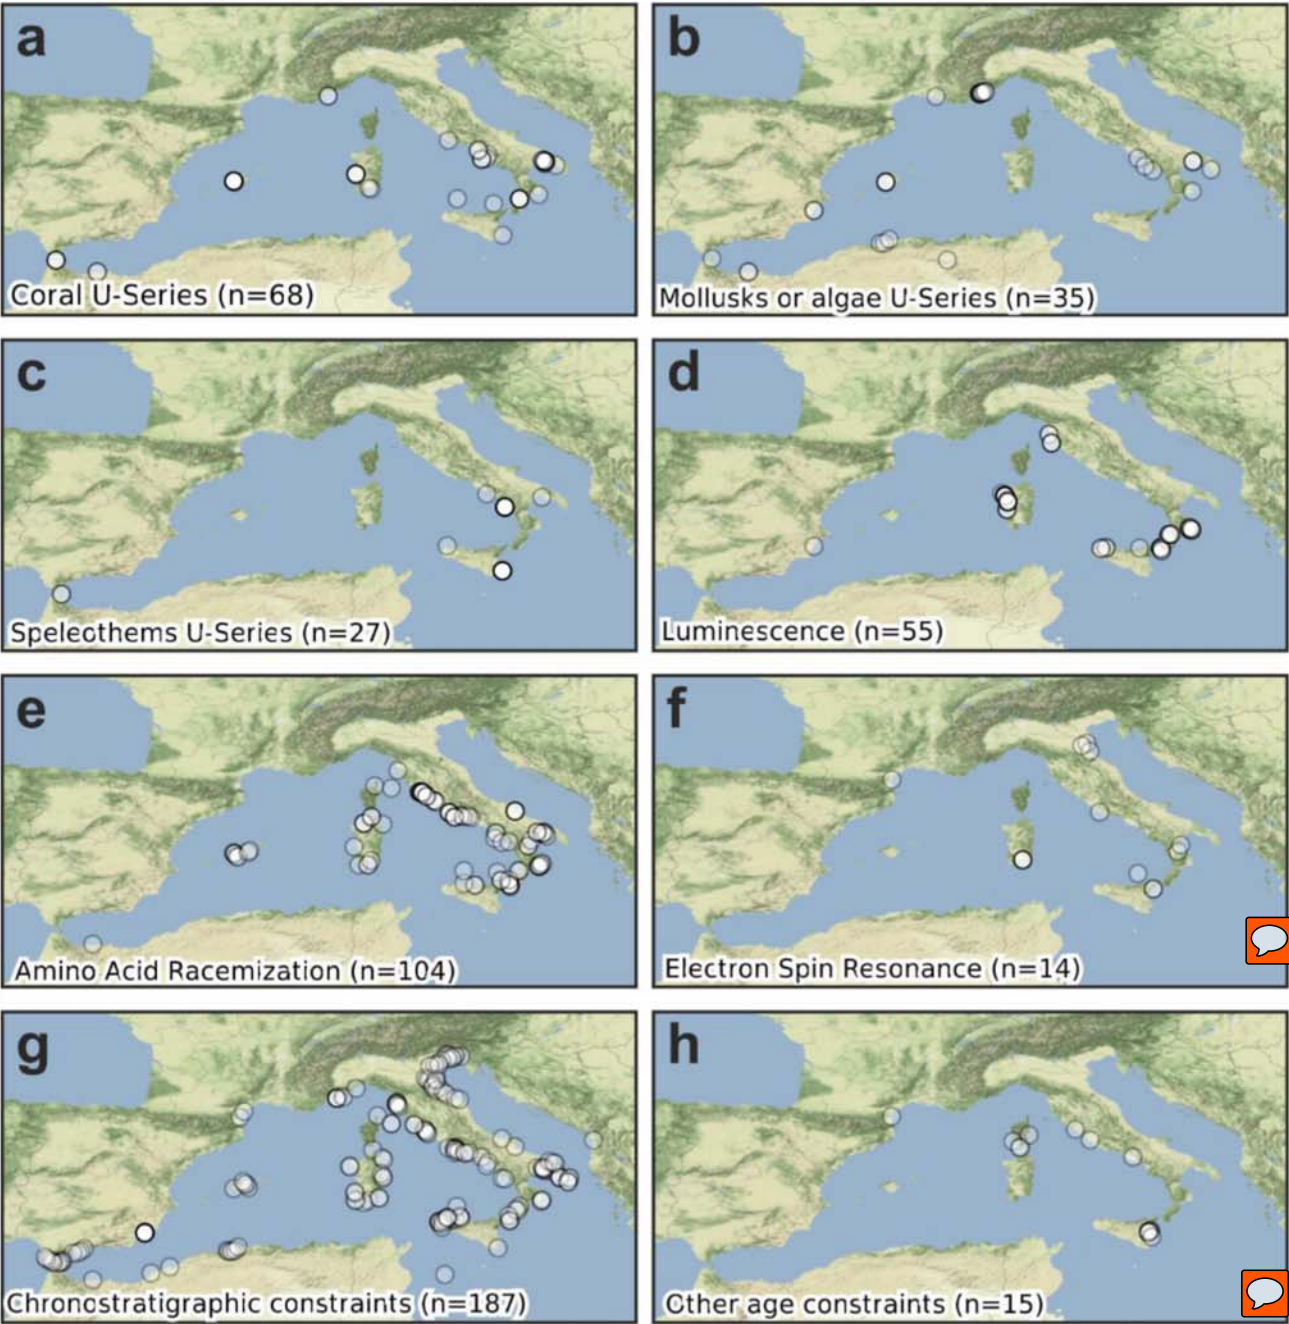 a
b
Coral U-Series (n=68)
Mollusks or algae U-Series (n=35)
c
d
Speleothems U-Series (n=27)
Luminescence (n=55)
e
f
Amino Acid Racemization (n=104)
Electron Spin Resonance (n=14)
g
h
Chronostratigraphic constraints (n=187)
Other age constraints (n=15)